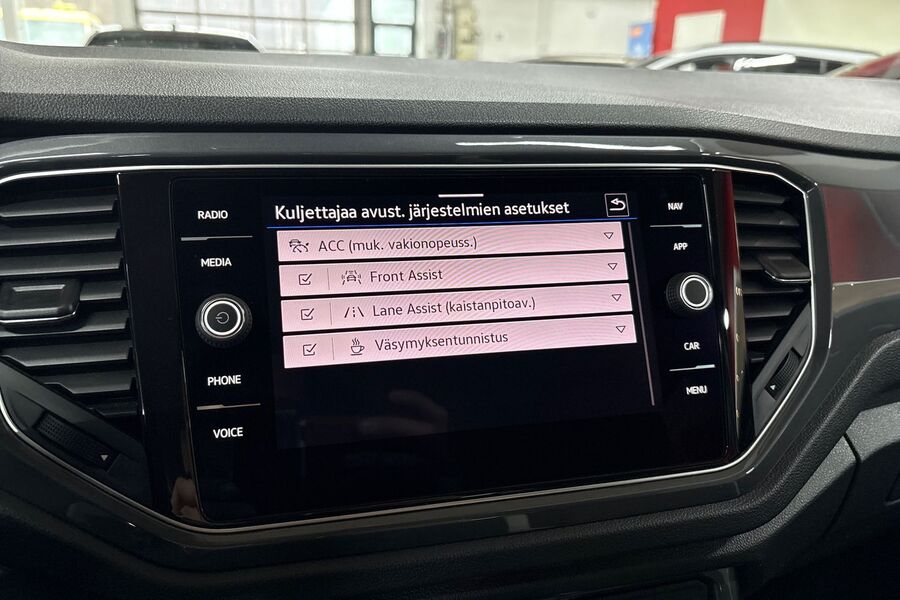 RADIO
MEDIA
PHONE
VOICE
Kuljettajaa avust. järjestelmien asetukset
ACC (muk. vakionopeuss.)
Front Assist
Lane Assist (kaistanpitoav.)
Väsymyksentunnistus
NAV
APP
CAR
MENU